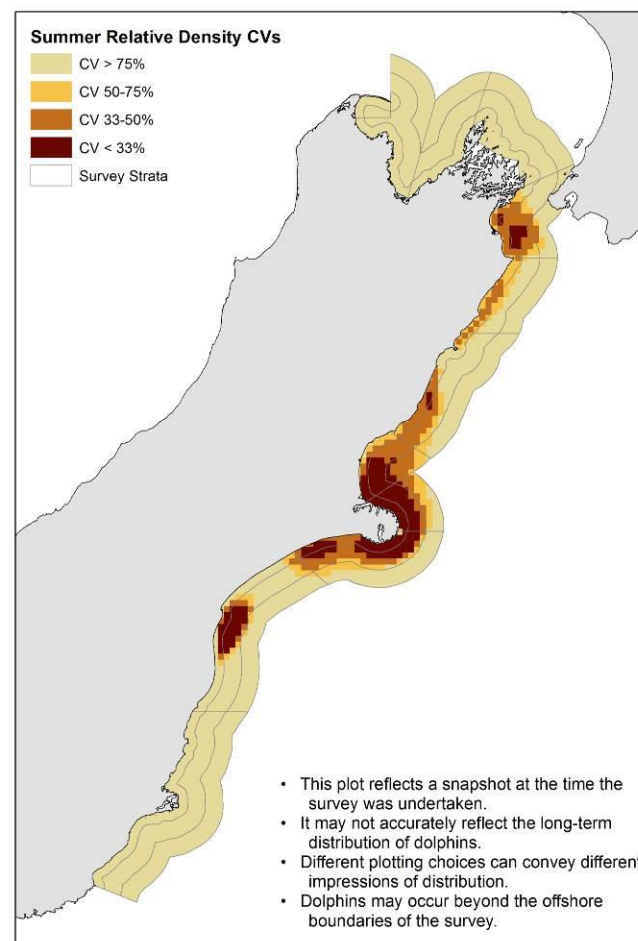 Summer Relative Density CVs
CV > 75%
CV 50-75%
CV 33-50%
CV < 33%
Survey Strata
• This plot reflects a snapshot at the time the
survey was undertaken.
• It may not accurately reflect the long-term
distribution of dolphins.
• Different plotting choices can convey different
impressions of distribution.
• Dolphins may occur beyond the offshore
boundaries of the survey.